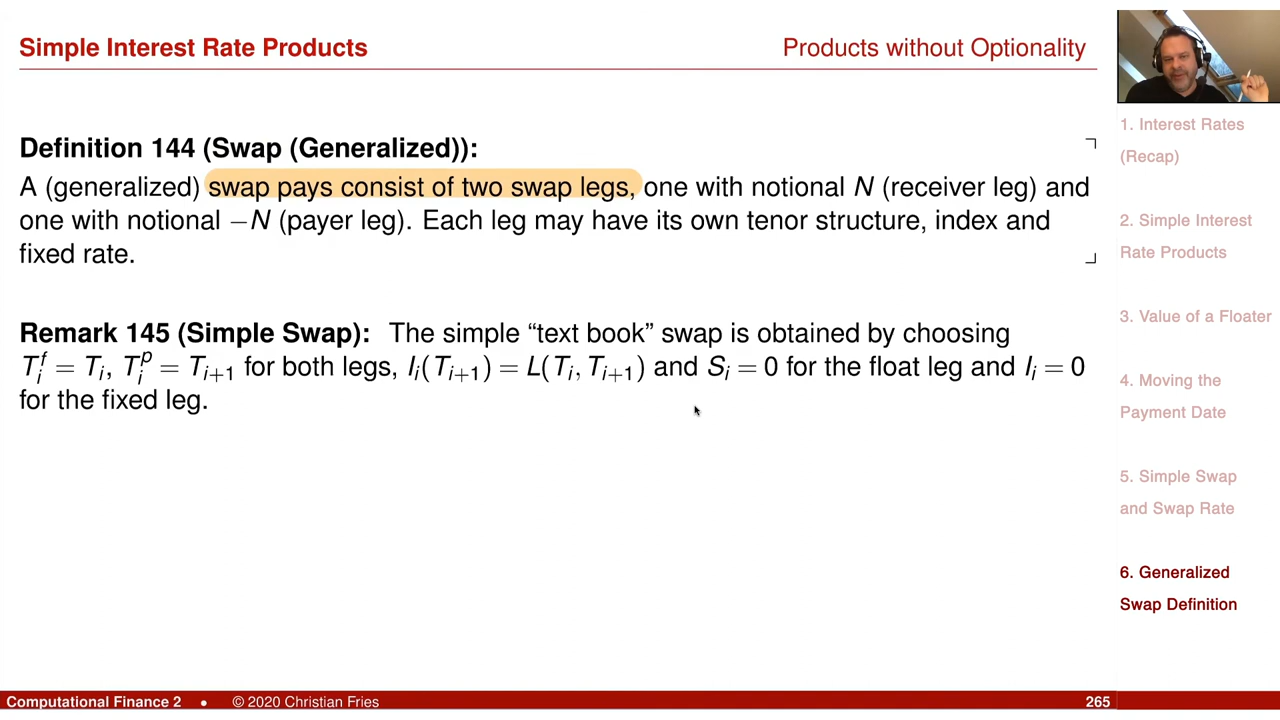 Simple Interest Rate Products
Products without Optionality
Definition 144 (Swap (Generalized)):
A (generalized) swap pays consist of two swap legs, one with notional N (receiver leg) and
one with notional −N (payer leg). Each leg may have its own tenor structure, index and
fixed rate.
Remark 145 (Simple Swap): The simple “text book” swap is obtained by choosing
T_i^f = T_i, T_i^p = T_{i+1} for both legs, I_i(T_{i+1}) = L(T_i, T_{i+1}) and S_i = 0 for the float leg and I_i = 0
for the fixed leg.
1. Interest Rates
(Recap)
2. Simple Interest
Rate Products
3. Value of a Floater
4. Moving the
Payment Date
5. Simple Swap
and Swap Rate
6. Generalized
Swap Definition
Computational Finance 2 • © 2020 Christian Fries
265